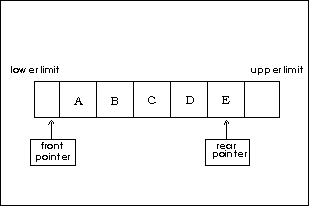 lower limit upper limit
A B C D E
front rear
pointer pointer